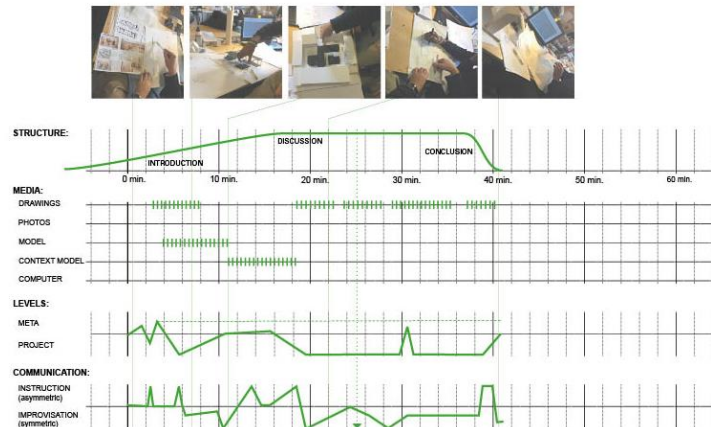 STRUCTURE:
INTRODUCTION
DISCUSSION
CONCLUSION
0 min.
10 min.
20 min.
30 min.
40 min.
50 min.
60 min.
MEDIA:
DRAWINGS
PHOTOS
MODEL
CONTEXT MODEL
COMPUTER
LEVELS:
META
PROJECT
COMMUNICATION:
INSTRUCTION
(asymmetric)
IMPROVISATION
(symmetric)